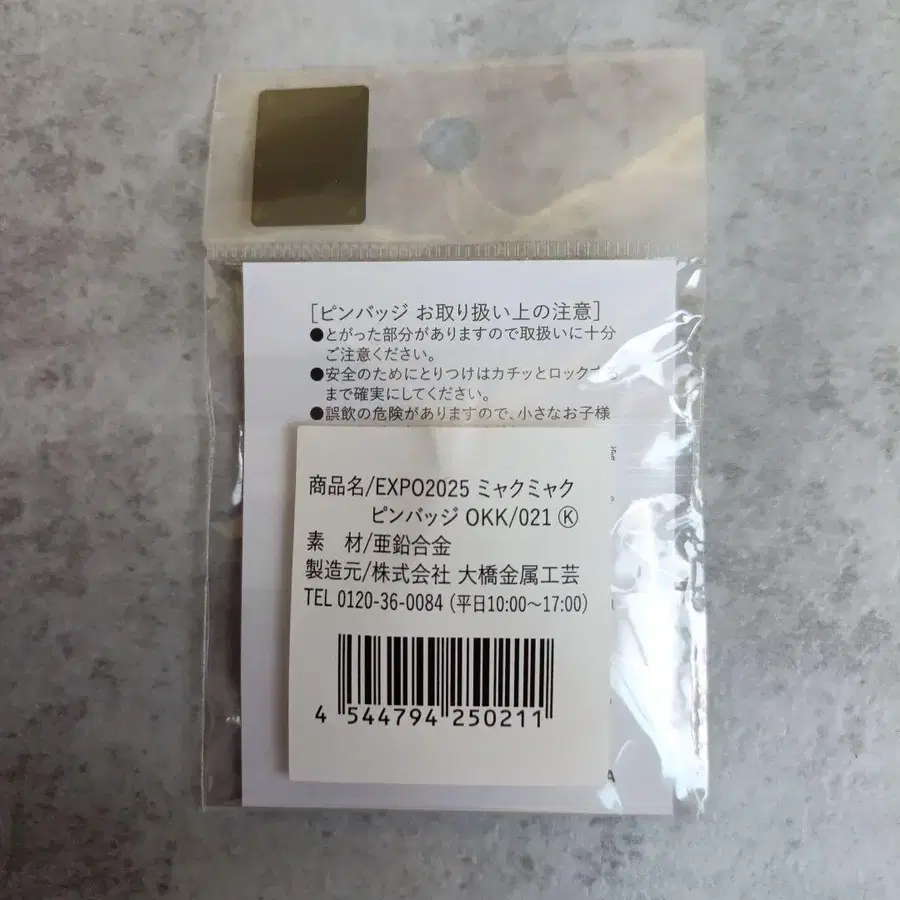 [ピンバッジ お取り扱い上の注意]
●とがった部分がありますので取扱いに十分
ご注意ください。
●安全のためにとりつけはカチッとロックする
まで確実にしてください。
●誤飲の危険がありますので、小さなお子様
商品名/EXPO2025 ミャクミャク
ピンバッジ OKK/021 Ⓚ
素 材/亜鉛合金
製造元/株式会社 大橋金属工芸
TEL 0120-36-0084 (平日10:00～17:00)
4 544794 250211
A